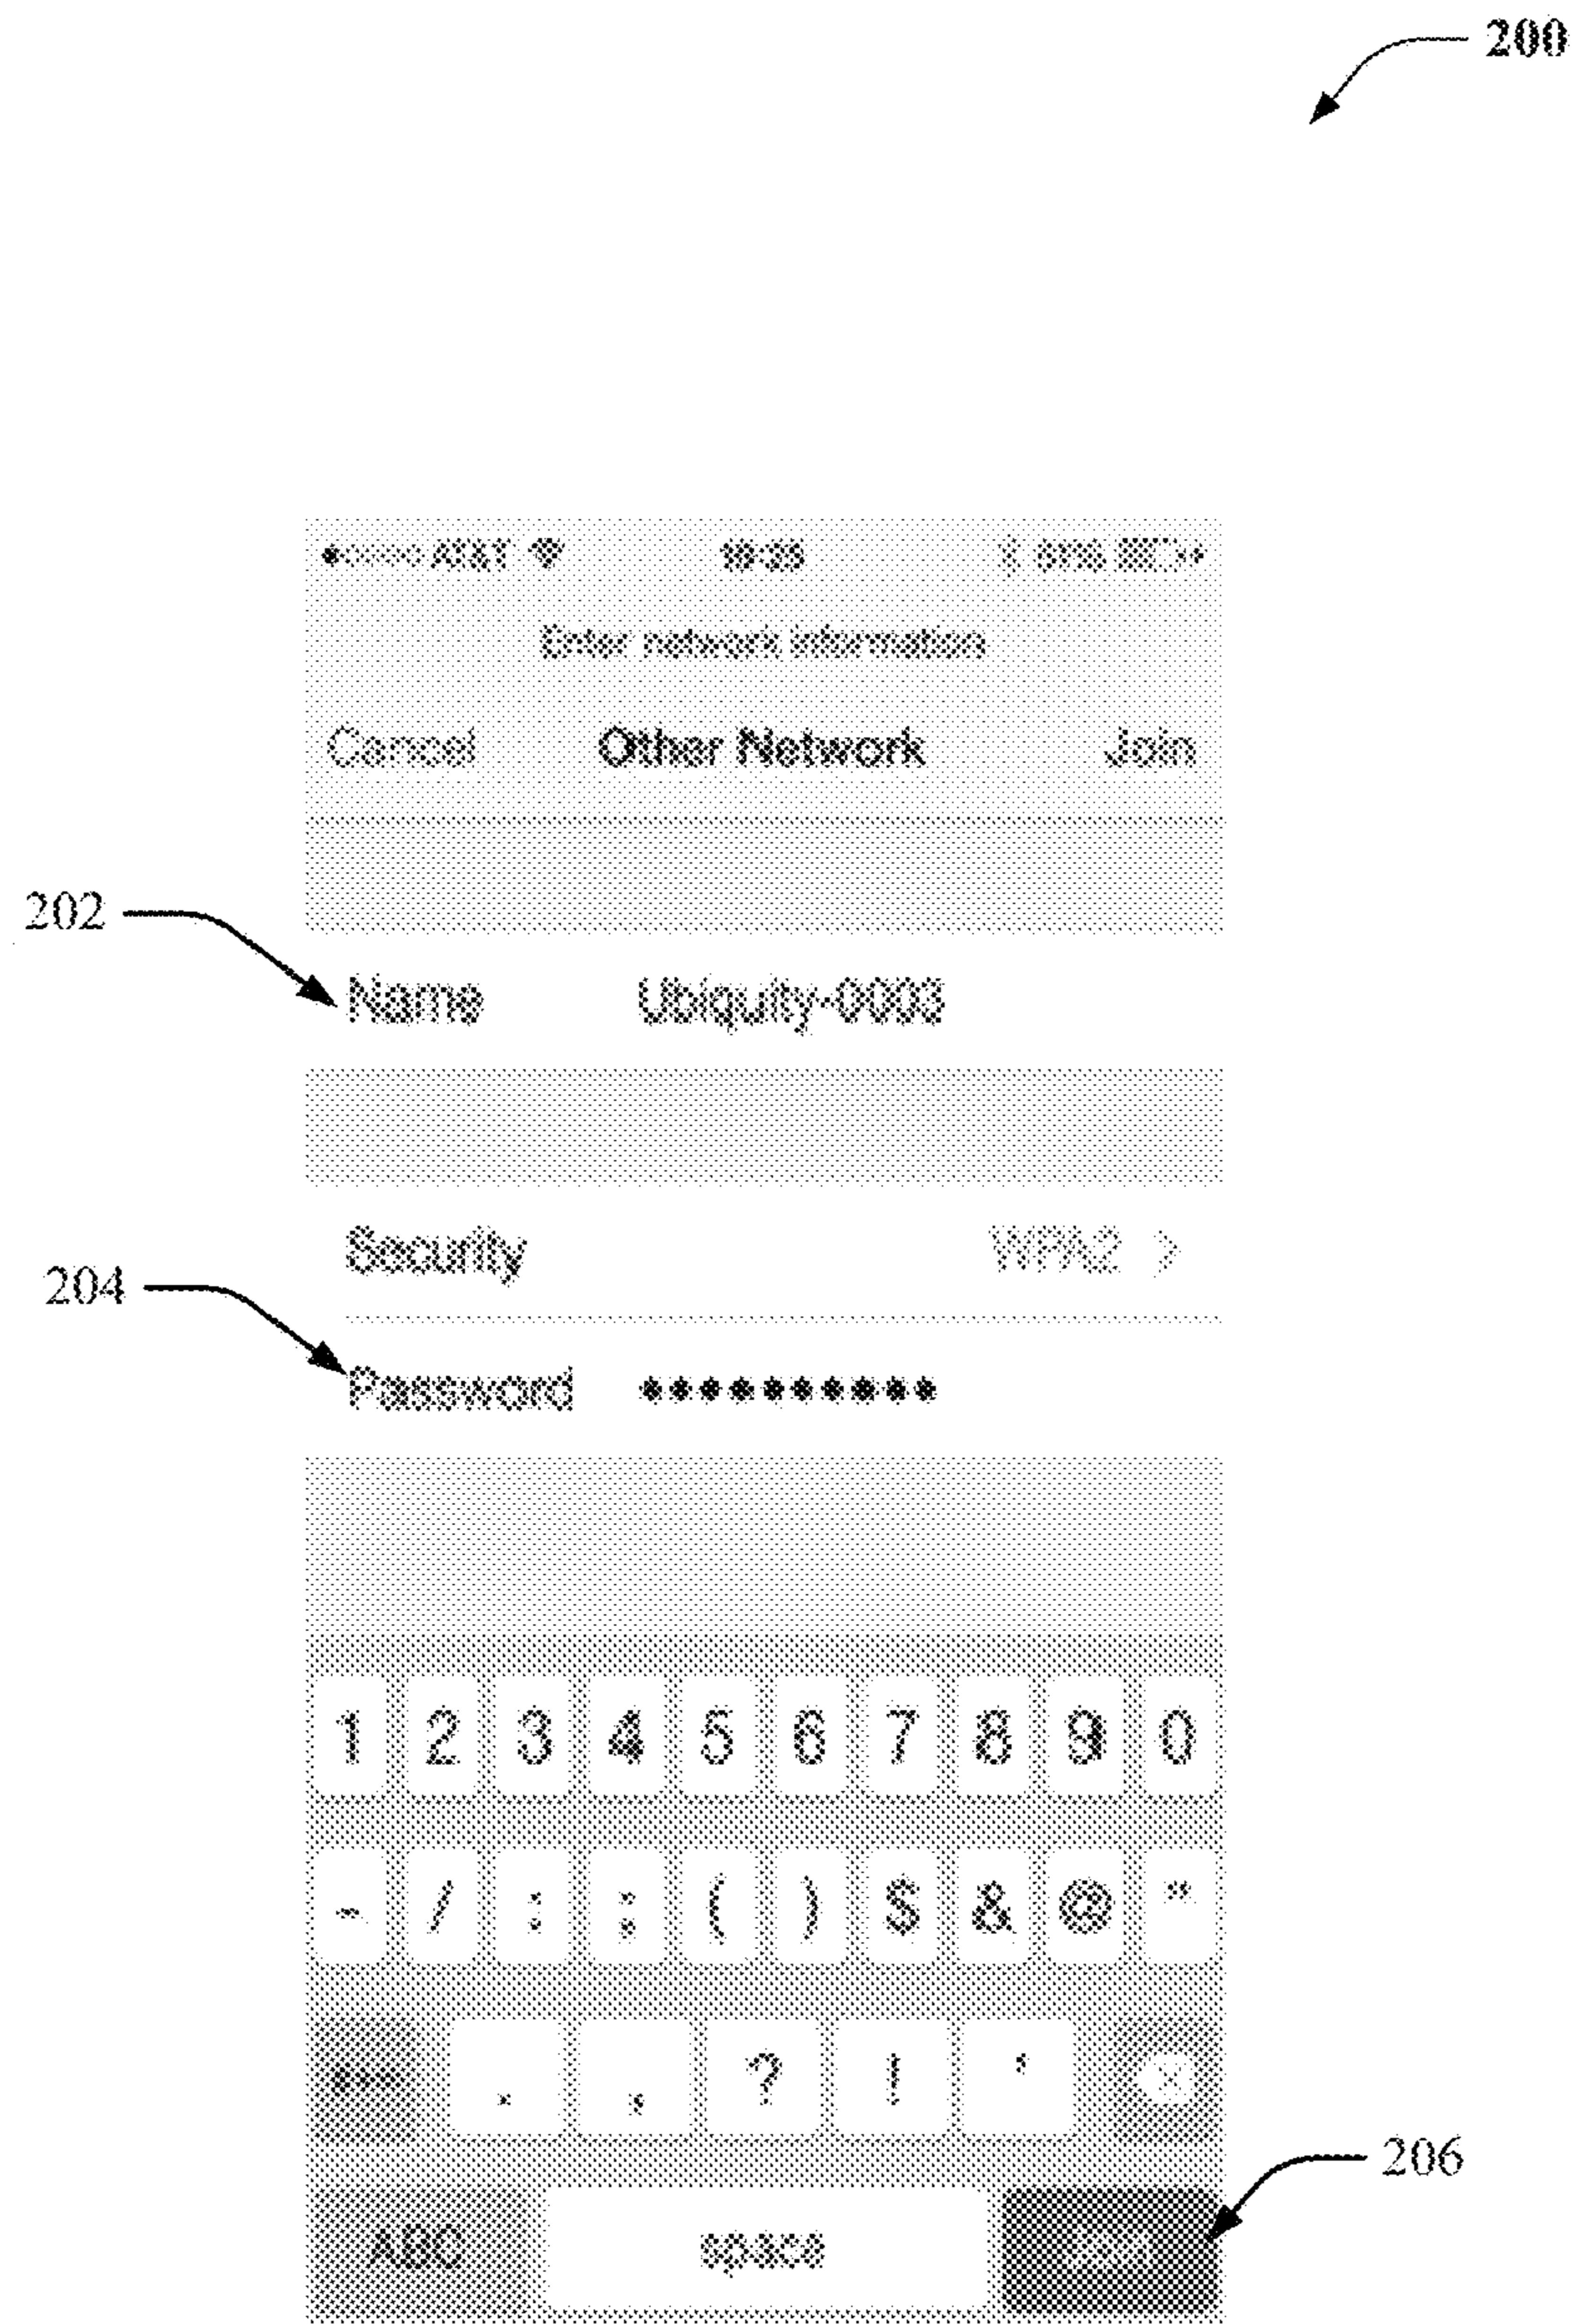 200
AT&T
Enter network information
Cancel Other Network Join
202
Name Ubiquity-0003
Security WPA2 >
204
Password ••••••••••
1 2 3 4 5 6 7 8 9 0
- / : ; ( ) $ & @ "
. , ? ! '
206
ABC space